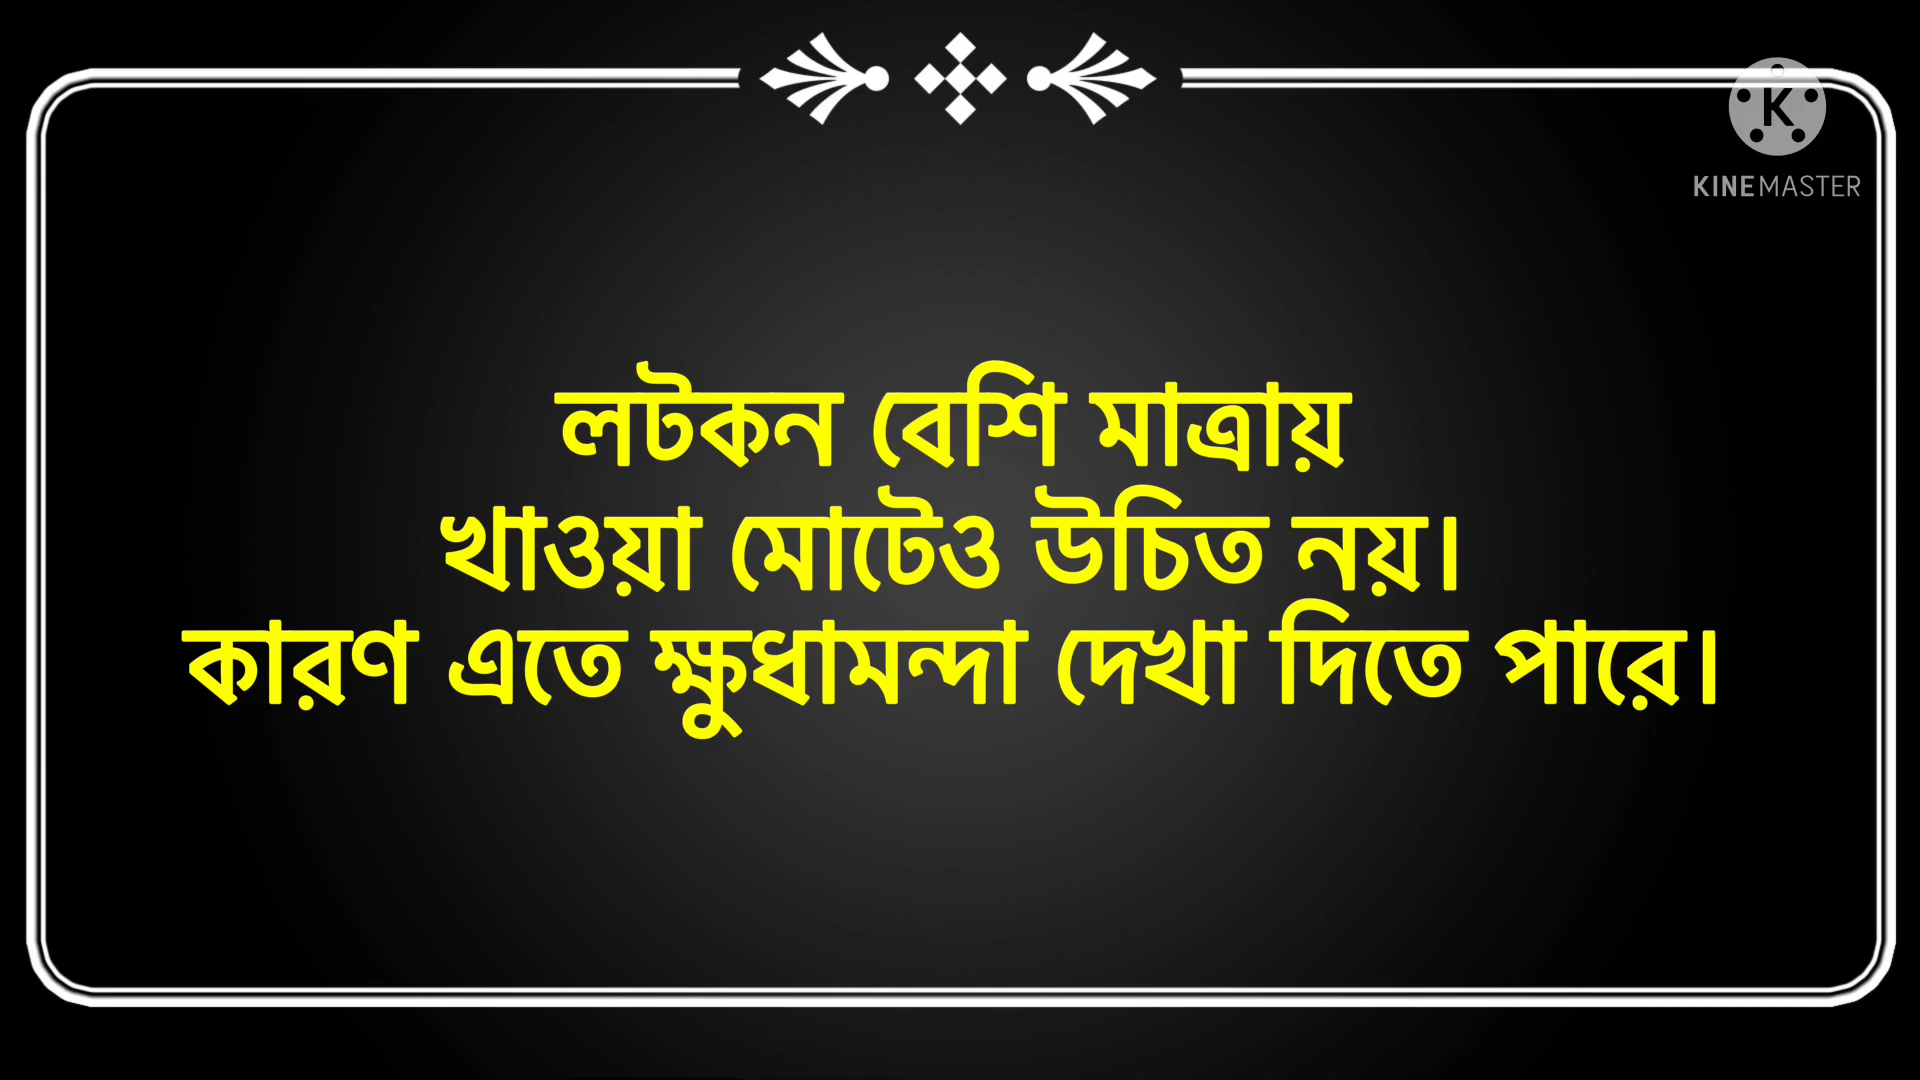 KINEMASTER
লটকন বেশি মাত্রায়
খাওয়া মোটেও উচিত নয়।
কারণ এতে ক্ষুধামন্দা দেখা দিতে পারে।